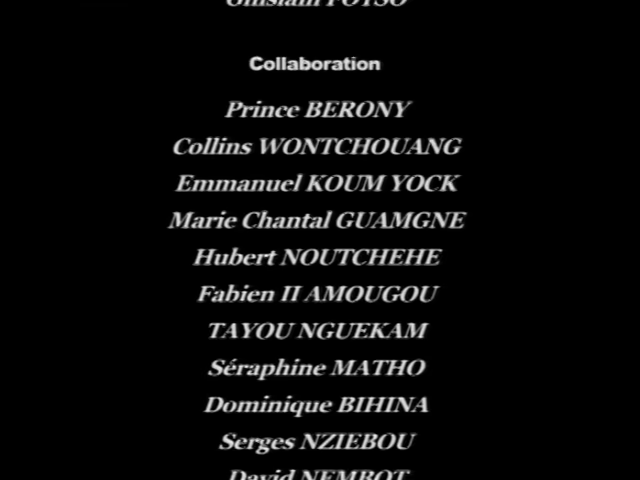 Ghislain FOTSO
Collaboration
Prince BERONY
Collins WONTCHOUANG
Emmanuel KOUM YOCK
Marie Chantal GUAMGNE
Hubert NOUTCHEHE
Fabien II AMOUGOU
TAYOU NGUEKAM
Séraphine MATHO
Dominique BIHINA
Serges NZIEBOU
David NEMBOT